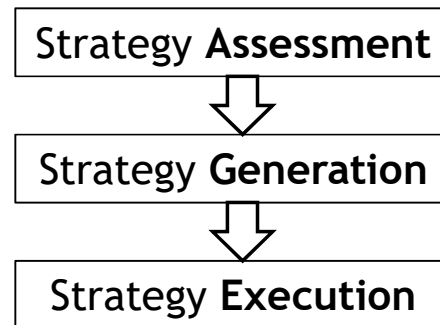 Strategy Assessment
Strategy Generation
Strategy Execution